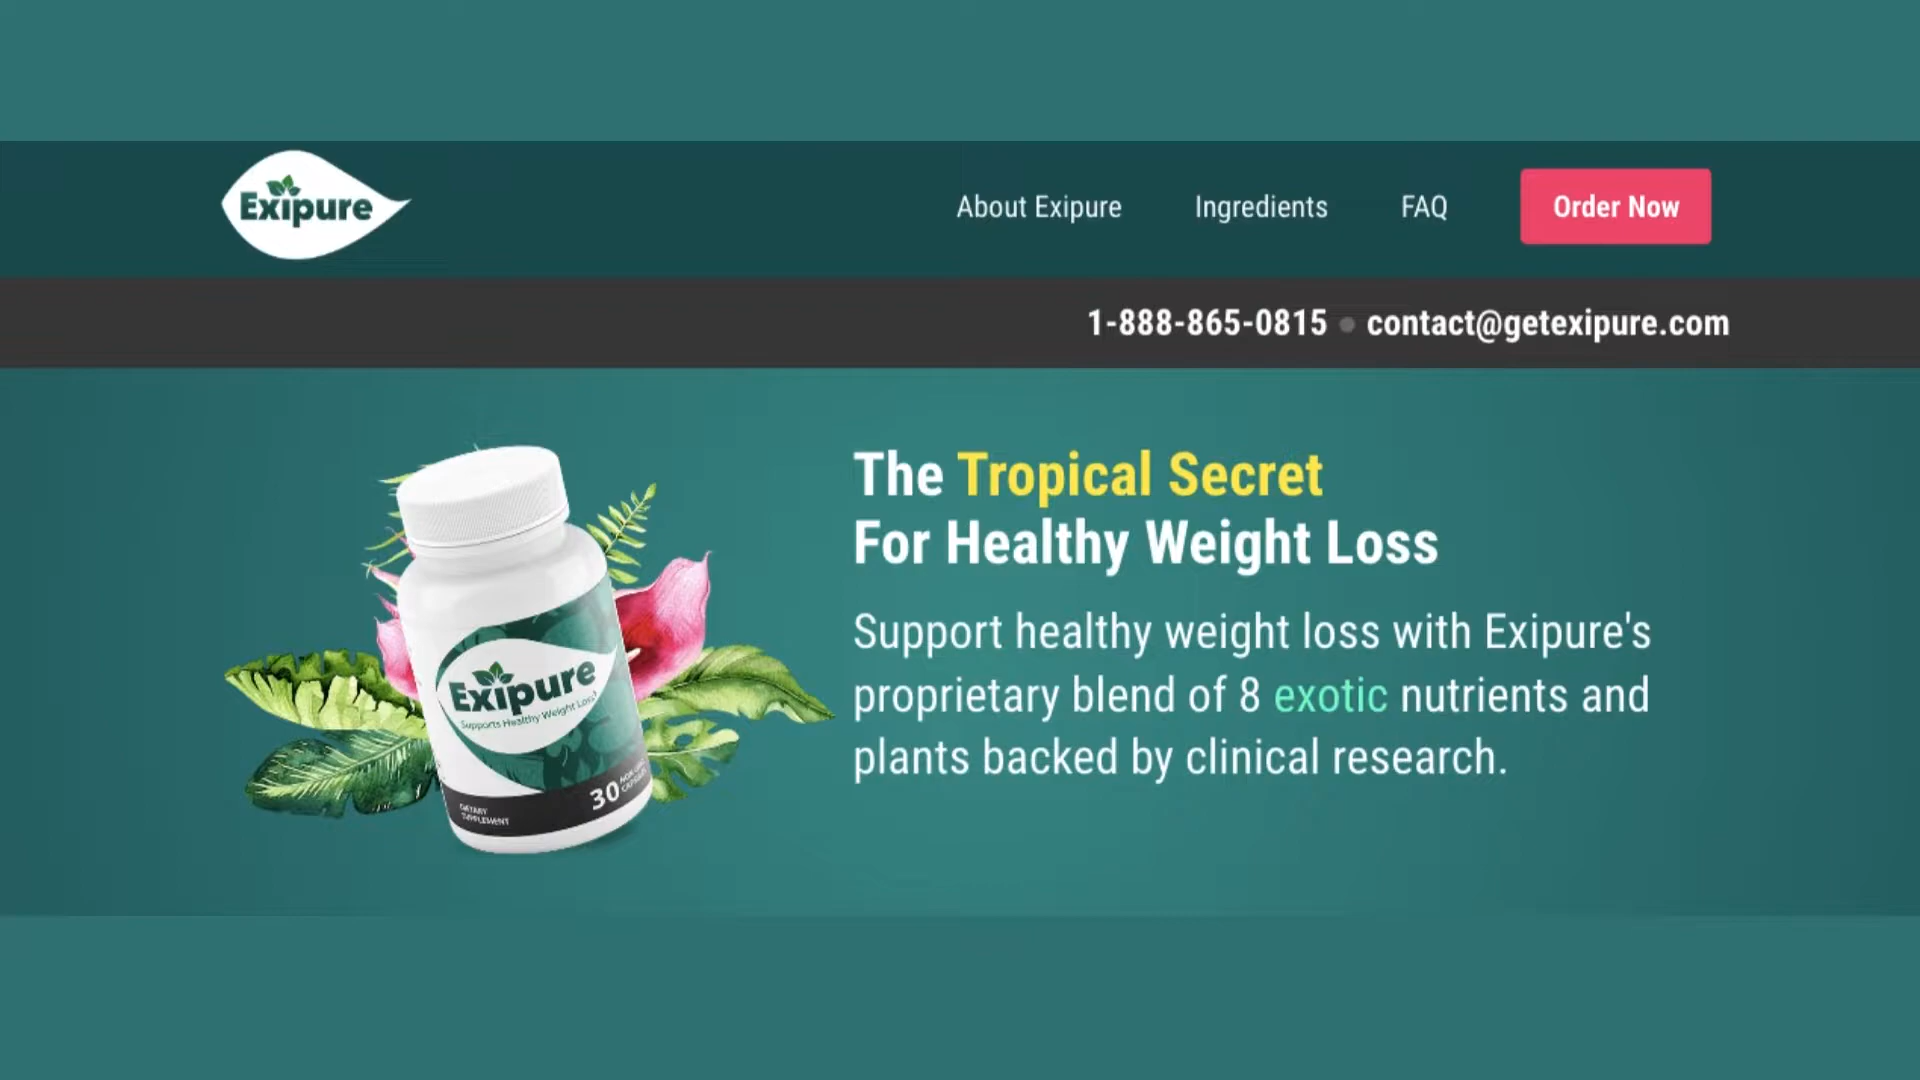 Exipure
About Exipure
Ingredients
FAQ
Order Now
1-888-865-0815
contact@getexipure.com
The Tropical Secret
For Healthy Weight Loss
Support healthy weight loss with Exipure's
proprietary blend of 8 exotic nutrients and
plants backed by clinical research.
Exipure
Supports Healthy Weight Loss
DIETARY
SUPPLEMENT
30